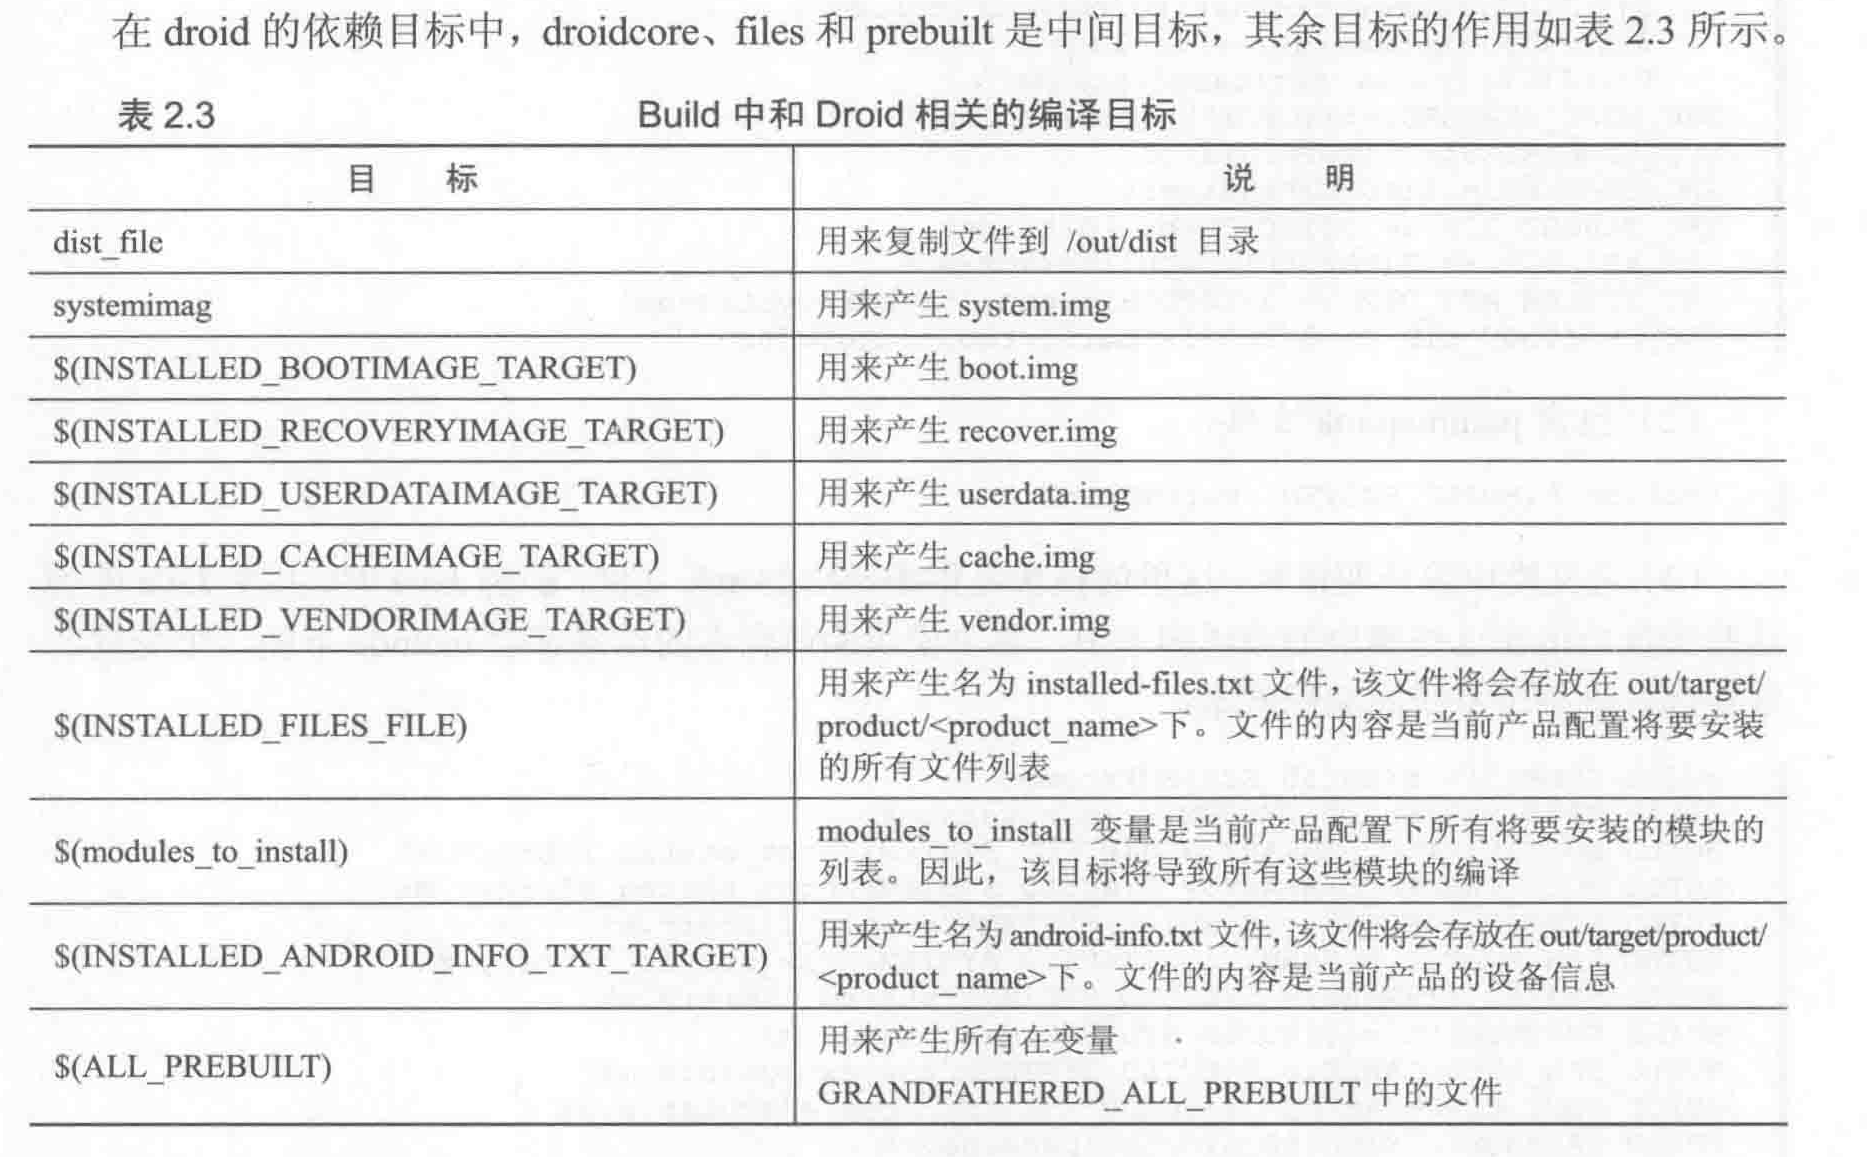 在 droid 的依赖目标中，droidcore、files 和 prebuilt 是中间目标，其余目标的作用如表 2.3 所示。
表 2.3 Build 中和 Droid 相关的编译目标
目 标 说 明
dist_file 用来复制文件到 /out/dist 目录
systemimag 用来产生 system.img
$(INSTALLED_BOOTIMAGE_TARGET) 用来产生 boot.img
$(INSTALLED_RECOVERYIMAGE_TARGET) 用来产生 recover.img
$(INSTALLED_USERDATAIMAGE_TARGET) 用来产生 userdata.img
$(INSTALLED_CACHEIMAGE_TARGET) 用来产生 cache.img
$(INSTALLED_VENDORIMAGE_TARGET) 用来产生 vendor.img
$(INSTALLED_FILES_FILE)
用来产生名为 installed-files.txt 文件，该文件将会存放在 out/target/
product/<product_name>下。文件的内容是当前产品配置将要安装
的所有文件列表
$(modules_to_install)
modules_to_install 变量是当前产品配置下所有将要安装的模块的
列表。因此，该目标将导致所有这些模块的编译
$(INSTALLED_ANDROID_INFO_TXT_TARGET)
用来产生名为 android-info.txt 文件，该文件将会存放在 out/target/product/
<product_name>下。文件的内容是当前产品的设备信息
$(ALL_PREBUILT)
用来产生所有在变量
GRANDFATHERED_ALL_PREBUILT 中的文件